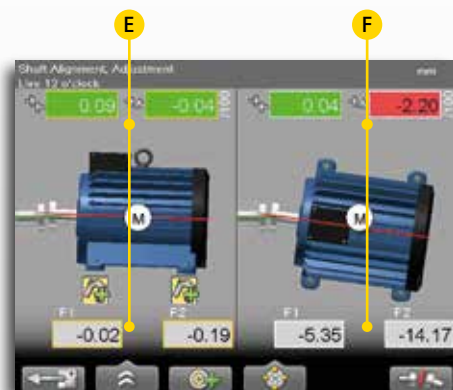 E F
Shaft Alignment, Adjustment mm
Live 12 o'clock
0.09 -0.04 /100 0.04 -2.20 /100
M M
F1 F2 F1 F2
-0.02 -0.19 -5.35 -14.17